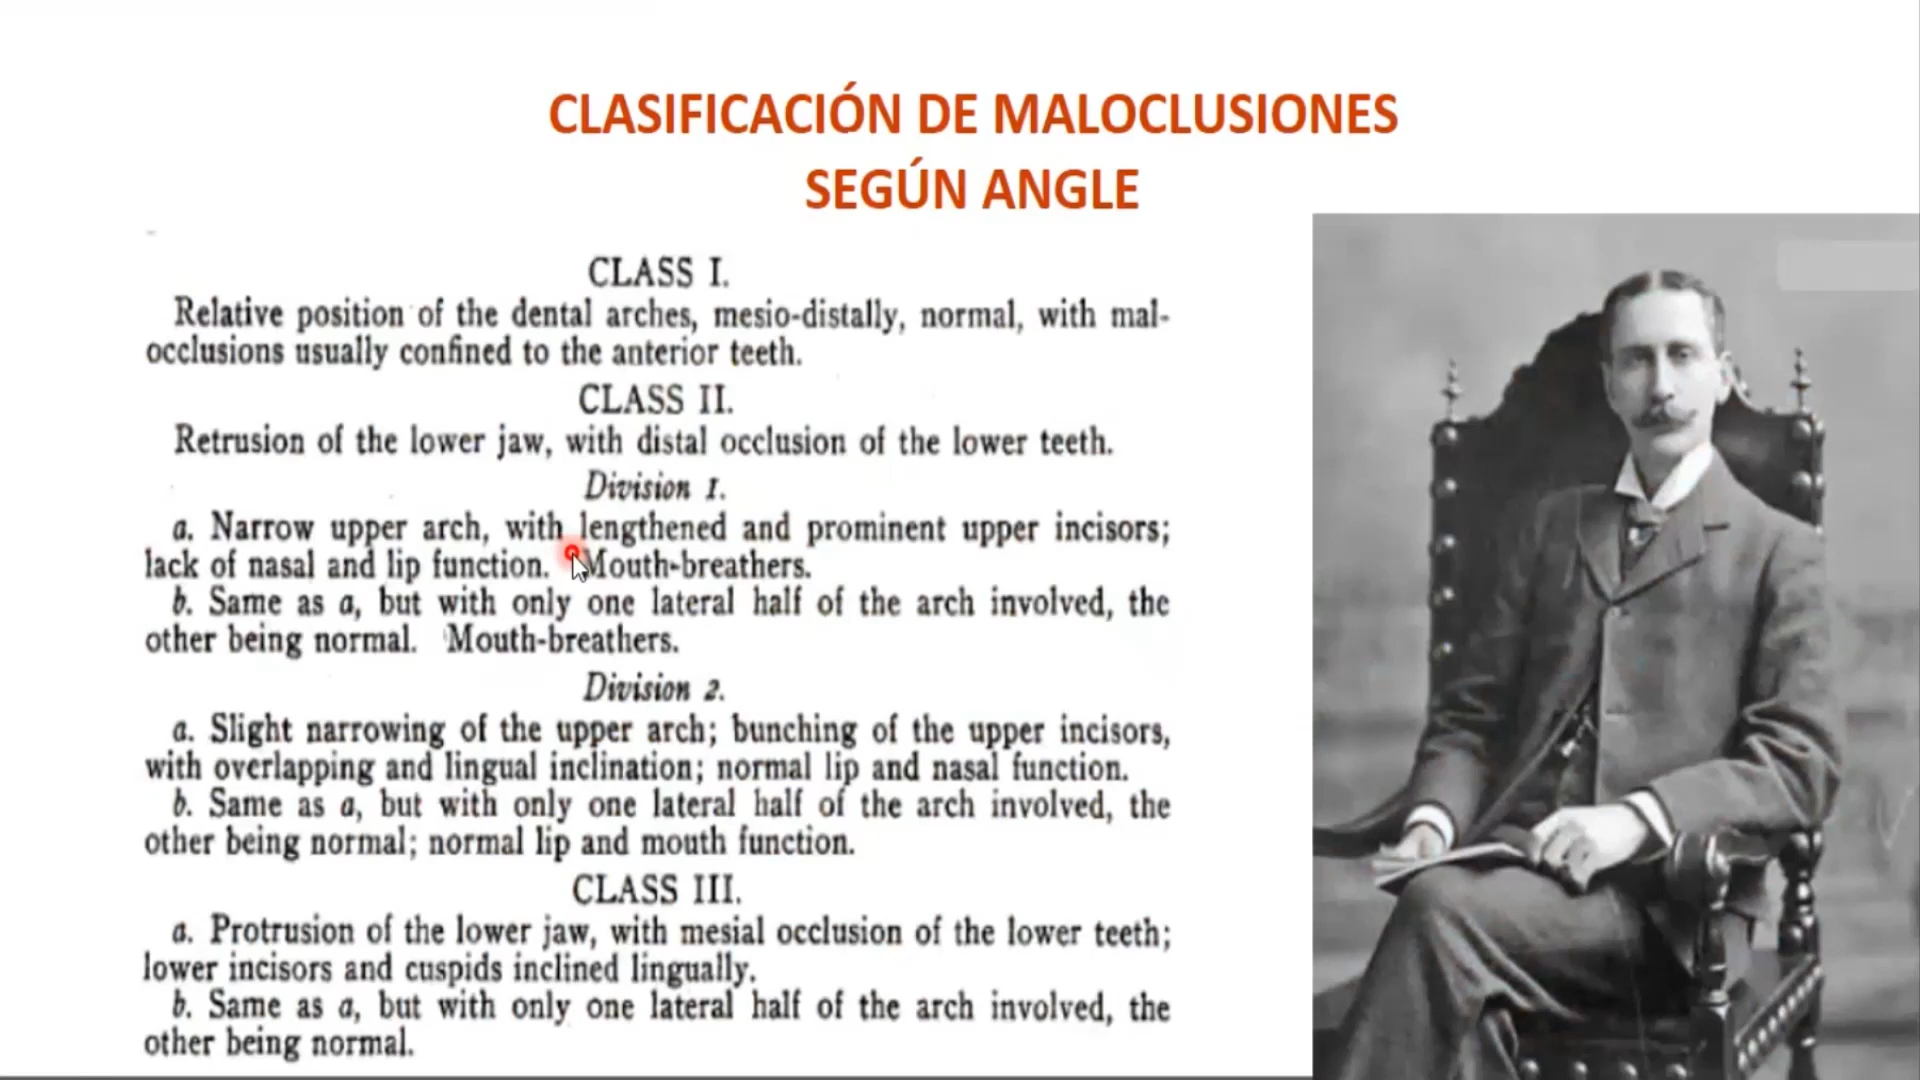 CLASIFICACIÓN DE MALOCLUSIONES
SEGÚN ANGLE
CLASS I.
Relative position of the dental arches, mesio-distally, normal, with mal-
occlusions usually confined to the anterior teeth.
CLASS II.
Retrusion of the lower jaw, with distal occlusion of the lower teeth.
Division 1.
a. Narrow upper arch, with lengthened and prominent upper incisors;
lack of nasal and lip function. Mouth-breathers.
b. Same as a, but with only one lateral half of the arch involved, the
other being normal. Mouth-breathers.
Division 2.
a. Slight narrowing of the upper arch; bunching of the upper incisors,
with overlapping and lingual inclination; normal lip and nasal function.
b. Same as a, but with only one lateral half of the arch involved, the
other being normal; normal lip and mouth function.
CLASS III.
a. Protrusion of the lower jaw, with mesial occlusion of the lower teeth;
lower incisors and cuspids inclined lingually.
b. Same as a, but with only one lateral half of the arch involved, the
other being normal.